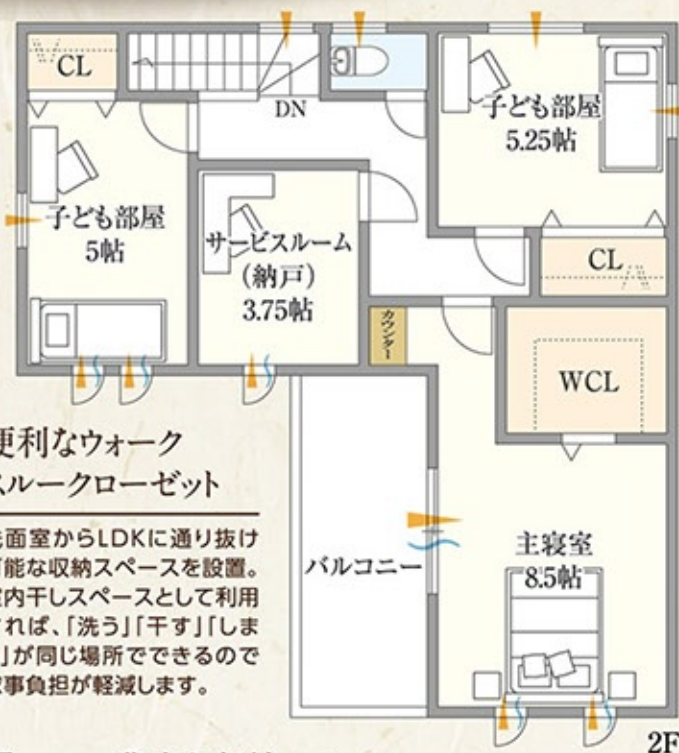 CL
DN
子ども部屋
5.25帖
子ども部屋
5帖
サービスルーム
(納戸)
3.75帖
CL
カウンター
WCL
便利なウォーク
スルークローゼット
洗面室からLDKに通り抜け
可能な収納スペースを設置。
室内干しスペースとして利用
すれば、「洗う」「干す」「しま
う」が同じ場所でできるので
家事負担が軽減します。
バルコニー
主寝室
8.5帖
2F